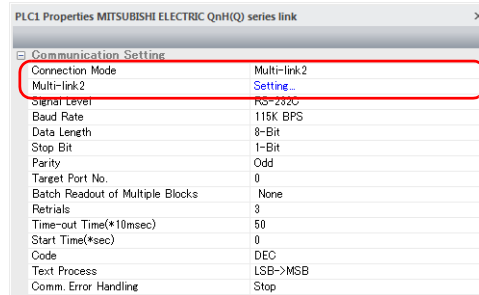 PLC1 Properties MITSUBISHI ELECTRIC QnH(Q) series link ×
Communication Setting
Connection Mode Multi-link2
Multi-link2 Setting...
Signal Level RS-232C
Baud Rate 115K BPS
Data Length 8-Bit
Stop Bit 1-Bit
Parity Odd
Target Port No. 0
Batch Readout of Multiple Blocks None
Retrials 3
Time-out Time(*10msec) 50
Start Time(*sec) 0
Code DEC
Text Process LSB->MSB
Comm. Error Handling Stop